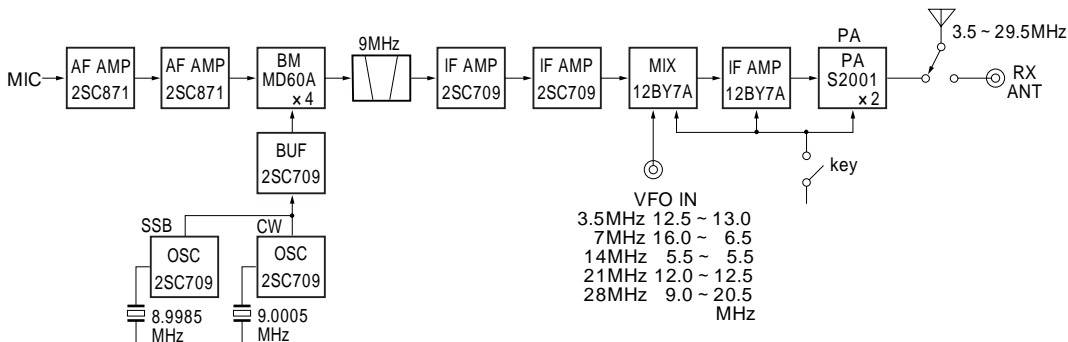 PA
3.5 ~ 29.5MHz
9MHz
MIC
AF AMP
2SC871
AF AMP
2SC871
BM
MD60A
×4
IF AMP
2SC709
IF AMP
2SC709
MIX
12BY7A
IF AMP
12BY7A
PA
S2001
×2
RX
ANT
BUF
2SC709
key
VFO IN
3.5MHz 12.5 ~ 13.0
7MHz 16.0 ~ 6.5
14MHz 5.5 ~ 5.5
21MHz 12.0 ~ 12.5
28MHz 9.0 ~ 20.5
MHz
SSB
OSC
2SC709
CW
OSC
2SC709
8.9985
MHz
9.0005
MHz